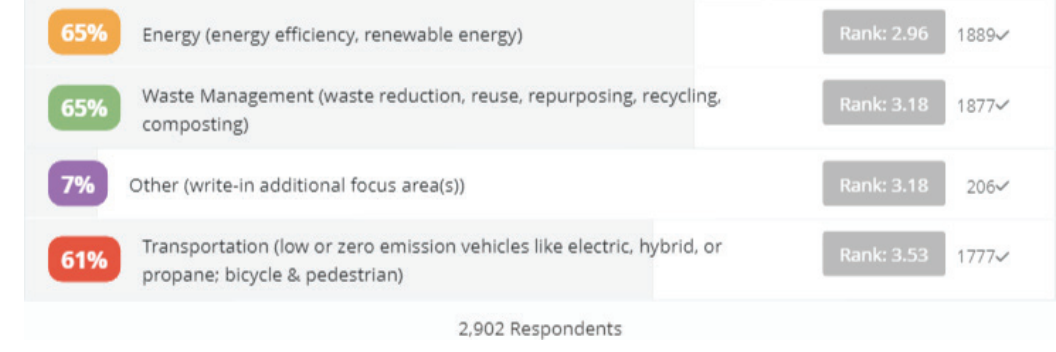 65% Energy (energy efficiency, renewable energy) Rank: 2.96 1889✓
65% Waste Management (waste reduction, reuse, repurposing, recycling, Rank: 3.18 1877✓
composting)
7% Other (write-in additional focus area(s)) Rank: 3.18 206✓
61% Transportation (low or zero emission vehicles like electric, hybrid, or Rank: 3.53 1777✓
propane; bicycle & pedestrian)
2,902 Respondents